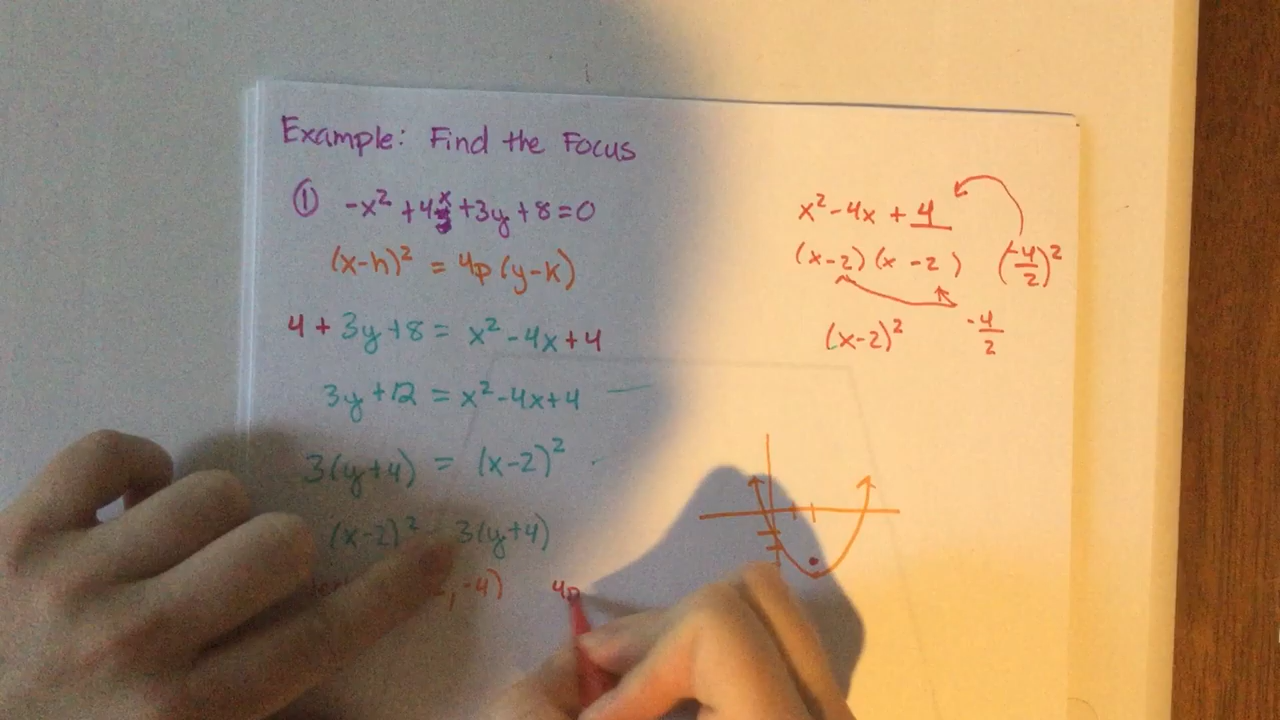 Example: Find the Focus
① -x² + 4x + 3y + 8 = 0
(x-h)² = 4p(y-k)
4 + 3y + 8 = x² - 4x + 4
3y + 12 = x² - 4x + 4
3(y+4) = (x-2)²
(x-2)² 3(y+4)
, -4) 4p
x² - 4x + 4
(x-2)(x-2) (-4/2)²
(x-2)² -4/2